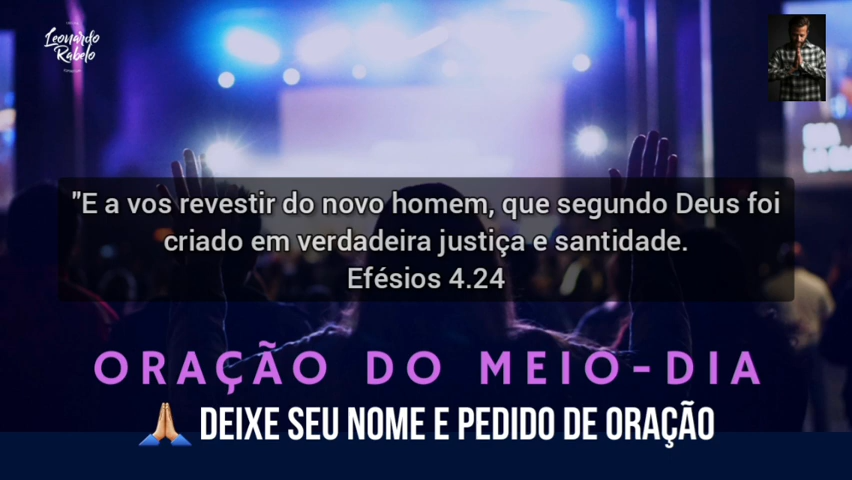 Leonardo
Rabelo
"E a vos revestir do novo homem, que segundo Deus foi
criado em verdadeira justiça e santidade.
Efésios 4.24
ORAÇÃO DO MEIO-DIA
🙏 DEIXE SEU NOME E PEDIDO DE ORAÇÃO